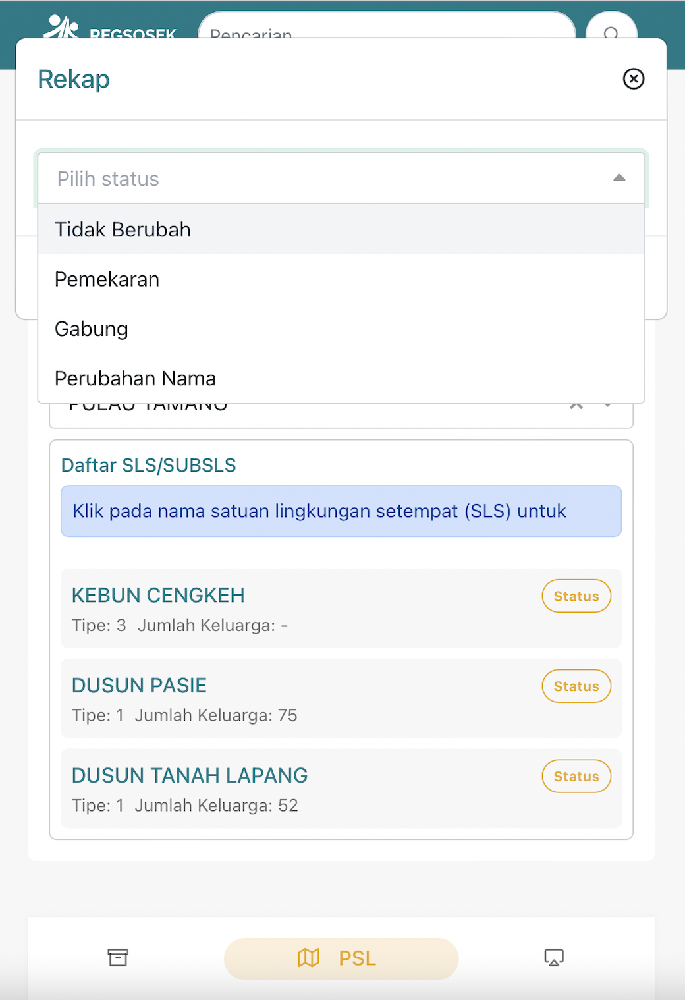 REGSOSEK
Pencarian
Rekap
Pilih status
Tidak Berubah
Pemekaran
Gabung
Perubahan Nama
PULAU TAMANG
Daftar SLS/SUBSLS
Klik pada nama satuan lingkungan setempat (SLS) untuk
KEBUN CENGKEH
Status
Tipe: 3 Jumlah Keluarga: -
DUSUN PASIE
Status
Tipe: 1 Jumlah Keluarga: 75
DUSUN TANAH LAPANG
Status
Tipe: 1 Jumlah Keluarga: 52
PSL